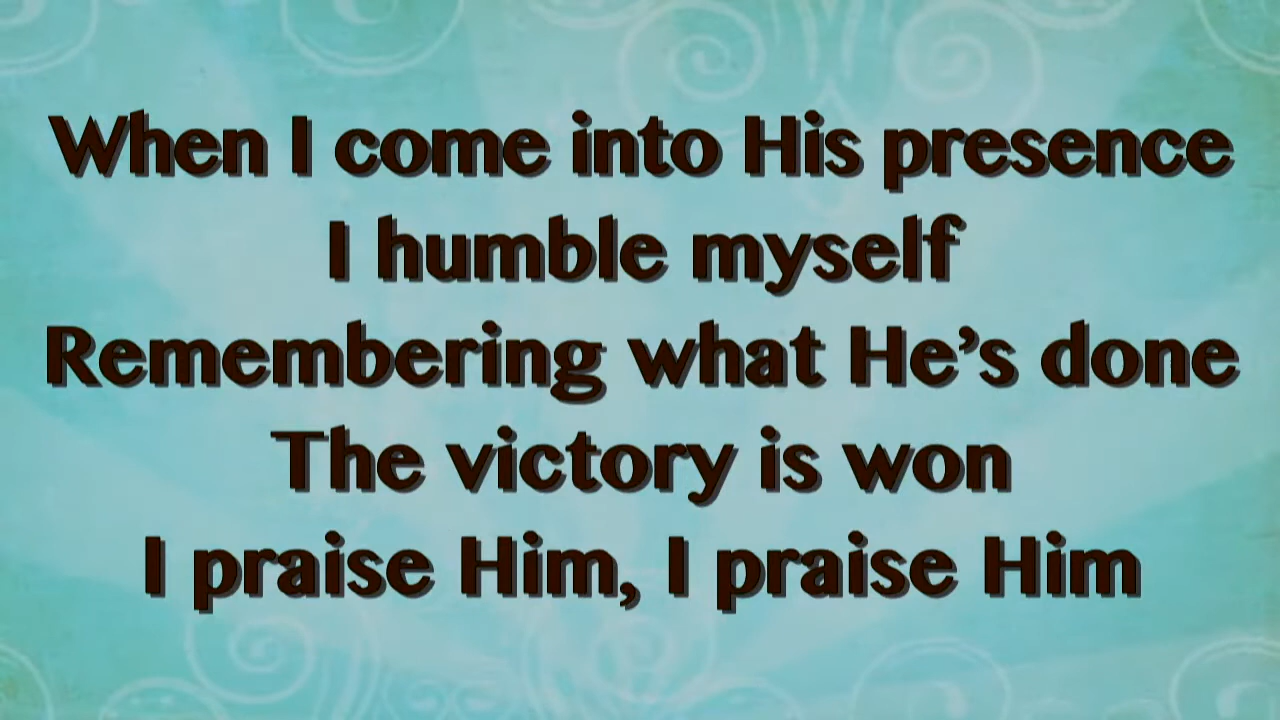 When I come into His presence
I humble myself
Remembering what He’s done
The victory is won
I praise Him, I praise Him